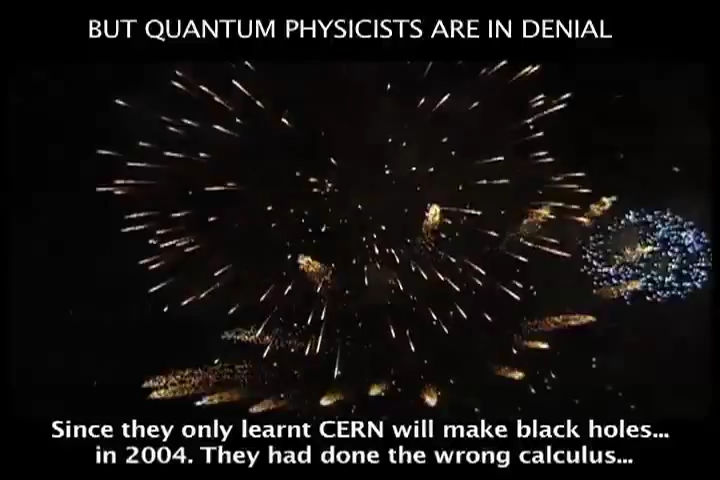 BUT QUANTUM PHYSICISTS ARE IN DENIAL
Since they only learnt CERN will make black holes...
in 2004. They had done the wrong calculus...